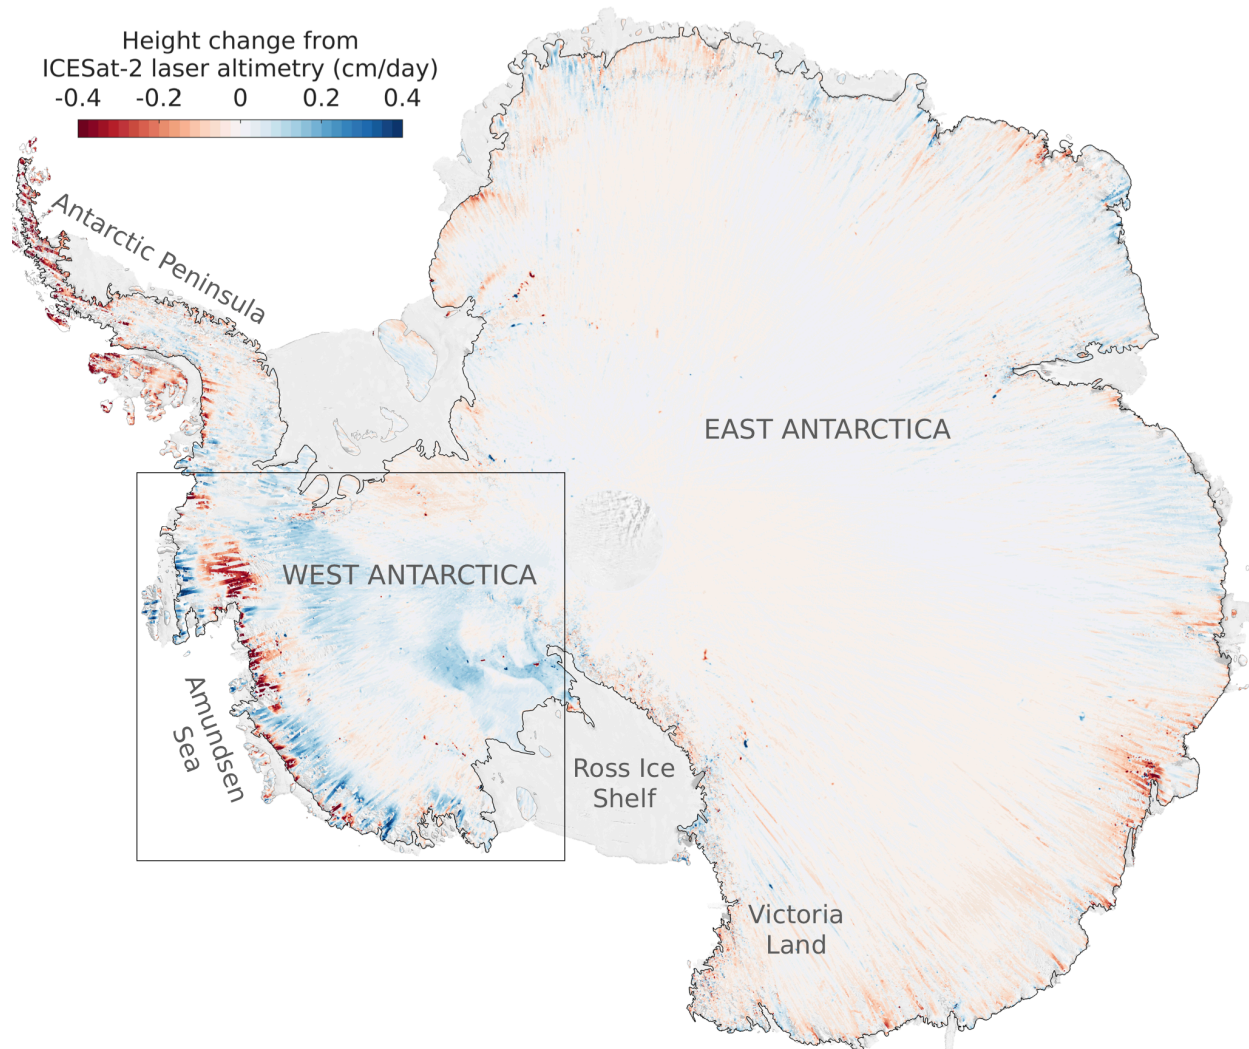 Height change from
ICESat-2 laser altimetry (cm/day)
-0.4 -0.2 0 0.2 0.4
Antarctic Peninsula
EAST ANTARCTICA
WEST ANTARCTICA
Amundsen
Sea
Ross Ice
Shelf
Victoria
Land